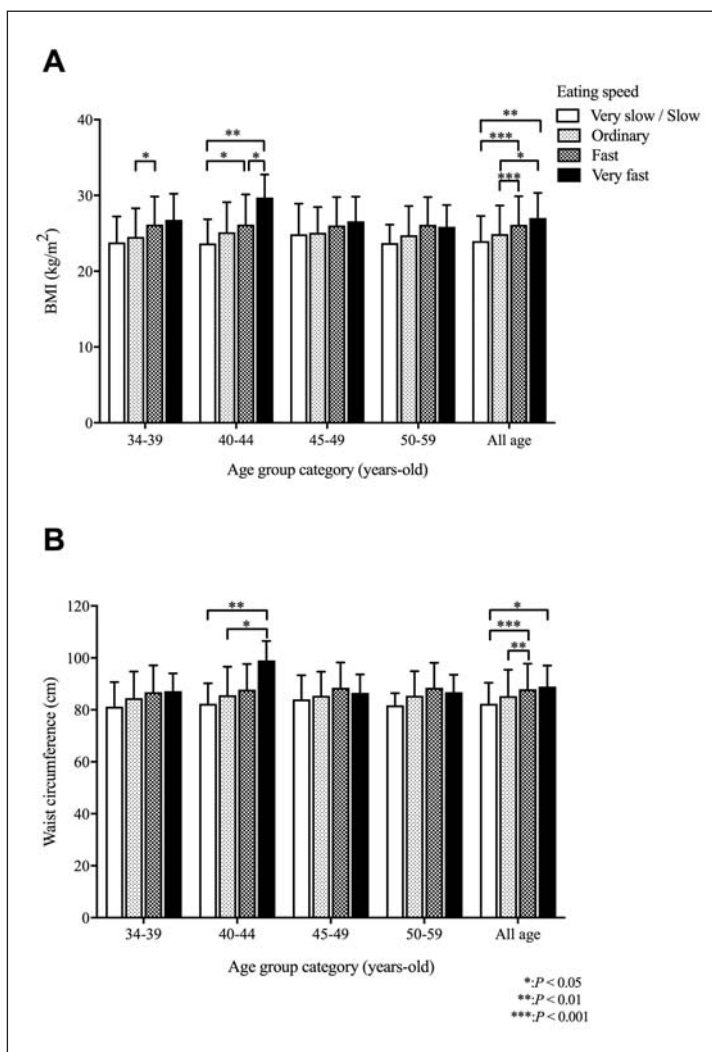 A
Eating speed
Very slow / Slow
Ordinary
Fast
Very fast
**
***
*
***
**
*
*
*
40
30
20
10
0
BMI (kg/m²)
34-39 40-44 45-49 50-59 All age
Age group category (years-old)
B
**
*
*
***
**
120
100
80
60
40
20
0
Waist circumference (cm)
34-39 40-44 45-49 50-59 All age
Age group category (years-old)
*:P < 0.05
**:P < 0.01
***:P < 0.001